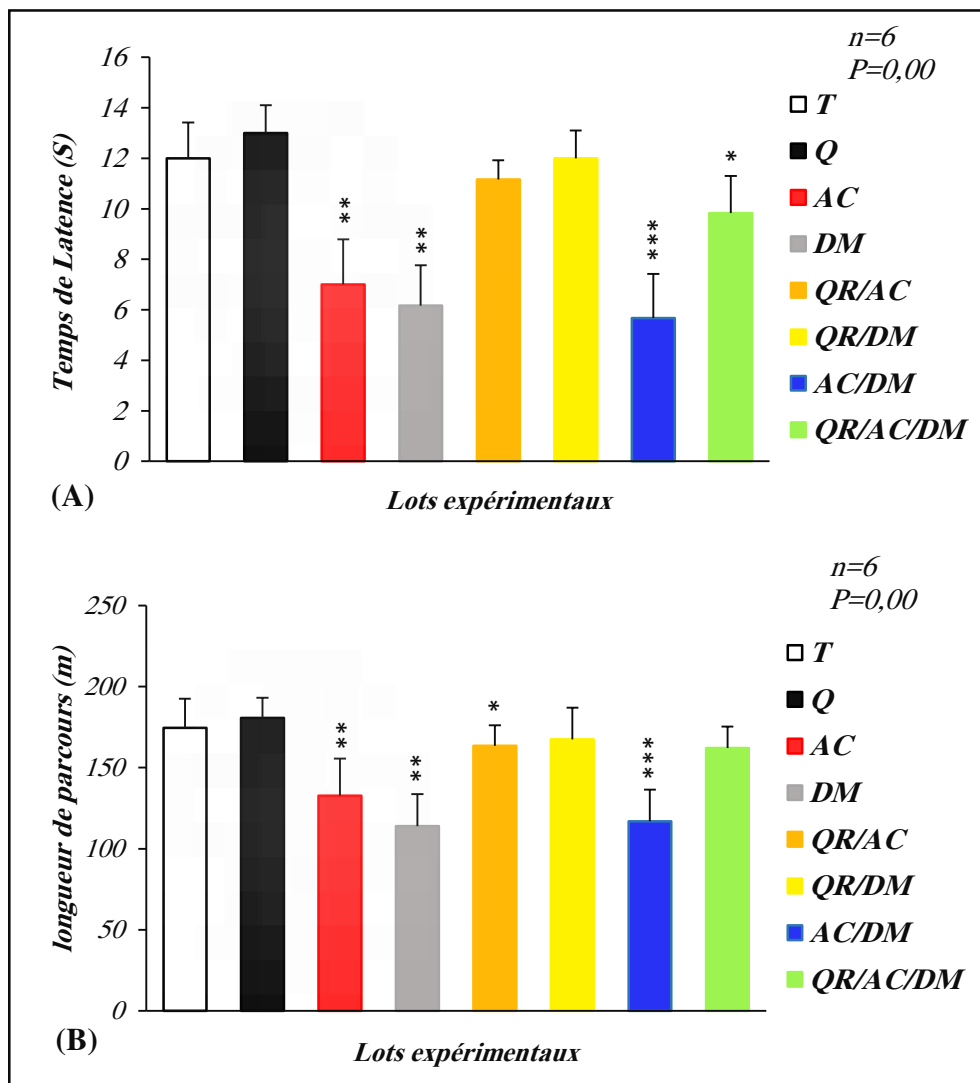 n=6
P=0,00
Temps de Latence (S)
16
14
12
10
8
6
4
2
0
**
**
***
*
T
Q
AC
DM
QR/AC
QR/DM
AC/DM
QR/AC/DM
(A)
Lots expérimentaux
n=6
P=0,00
longueur de parcours (m)
250
200
150
100
50
0
**
**
*
***
T
Q
AC
DM
QR/AC
QR/DM
AC/DM
QR/AC/DM
(B)
Lots expérimentaux